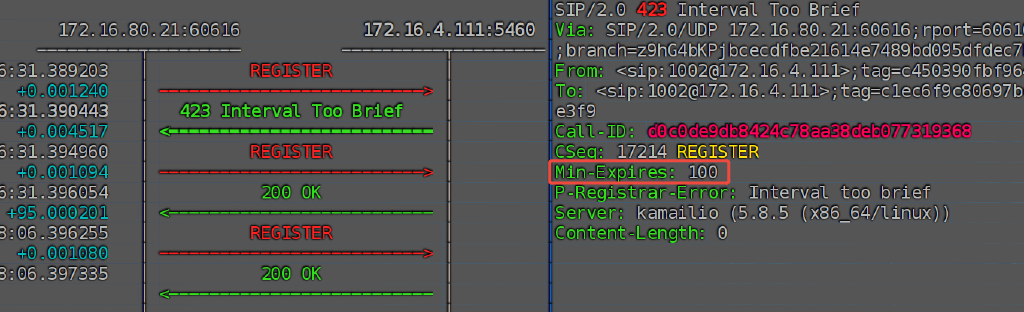 172.16.80.21:60616 172.16.4.111:5460
6:31.389203 REGISTER
+0.001240
6:31.390443 423 Interval Too Brief
+0.004517
6:31.394960 REGISTER
+0.001094
5:31.396054 200 OK
+95.000201
8:06.396255 REGISTER
+0.001080
8:06.397335 200 OK
SIP/2.0 423 Interval Too Brief
Via: SIP/2.0/UDP 172.16.80.21:60616;rport=6061
;branch=z9hG4bKPjbcecdfbe21614e7489bd095dfdec7
From: <sip:1002@172.16.4.111>;tag=c450390fbf96
To: <sip:1002@172.16.4.111>;tag=c1ec6f9c80697b
e3f9
Call-ID: d0c0de9db8424c78aa38deb077319368
CSeq: 17214 REGISTER
Min-Expires: 100
P-Registrar-Error: Interval too brief
Server: kamailio (5.8.5 (x86_64/linux))
Content-Length: 0